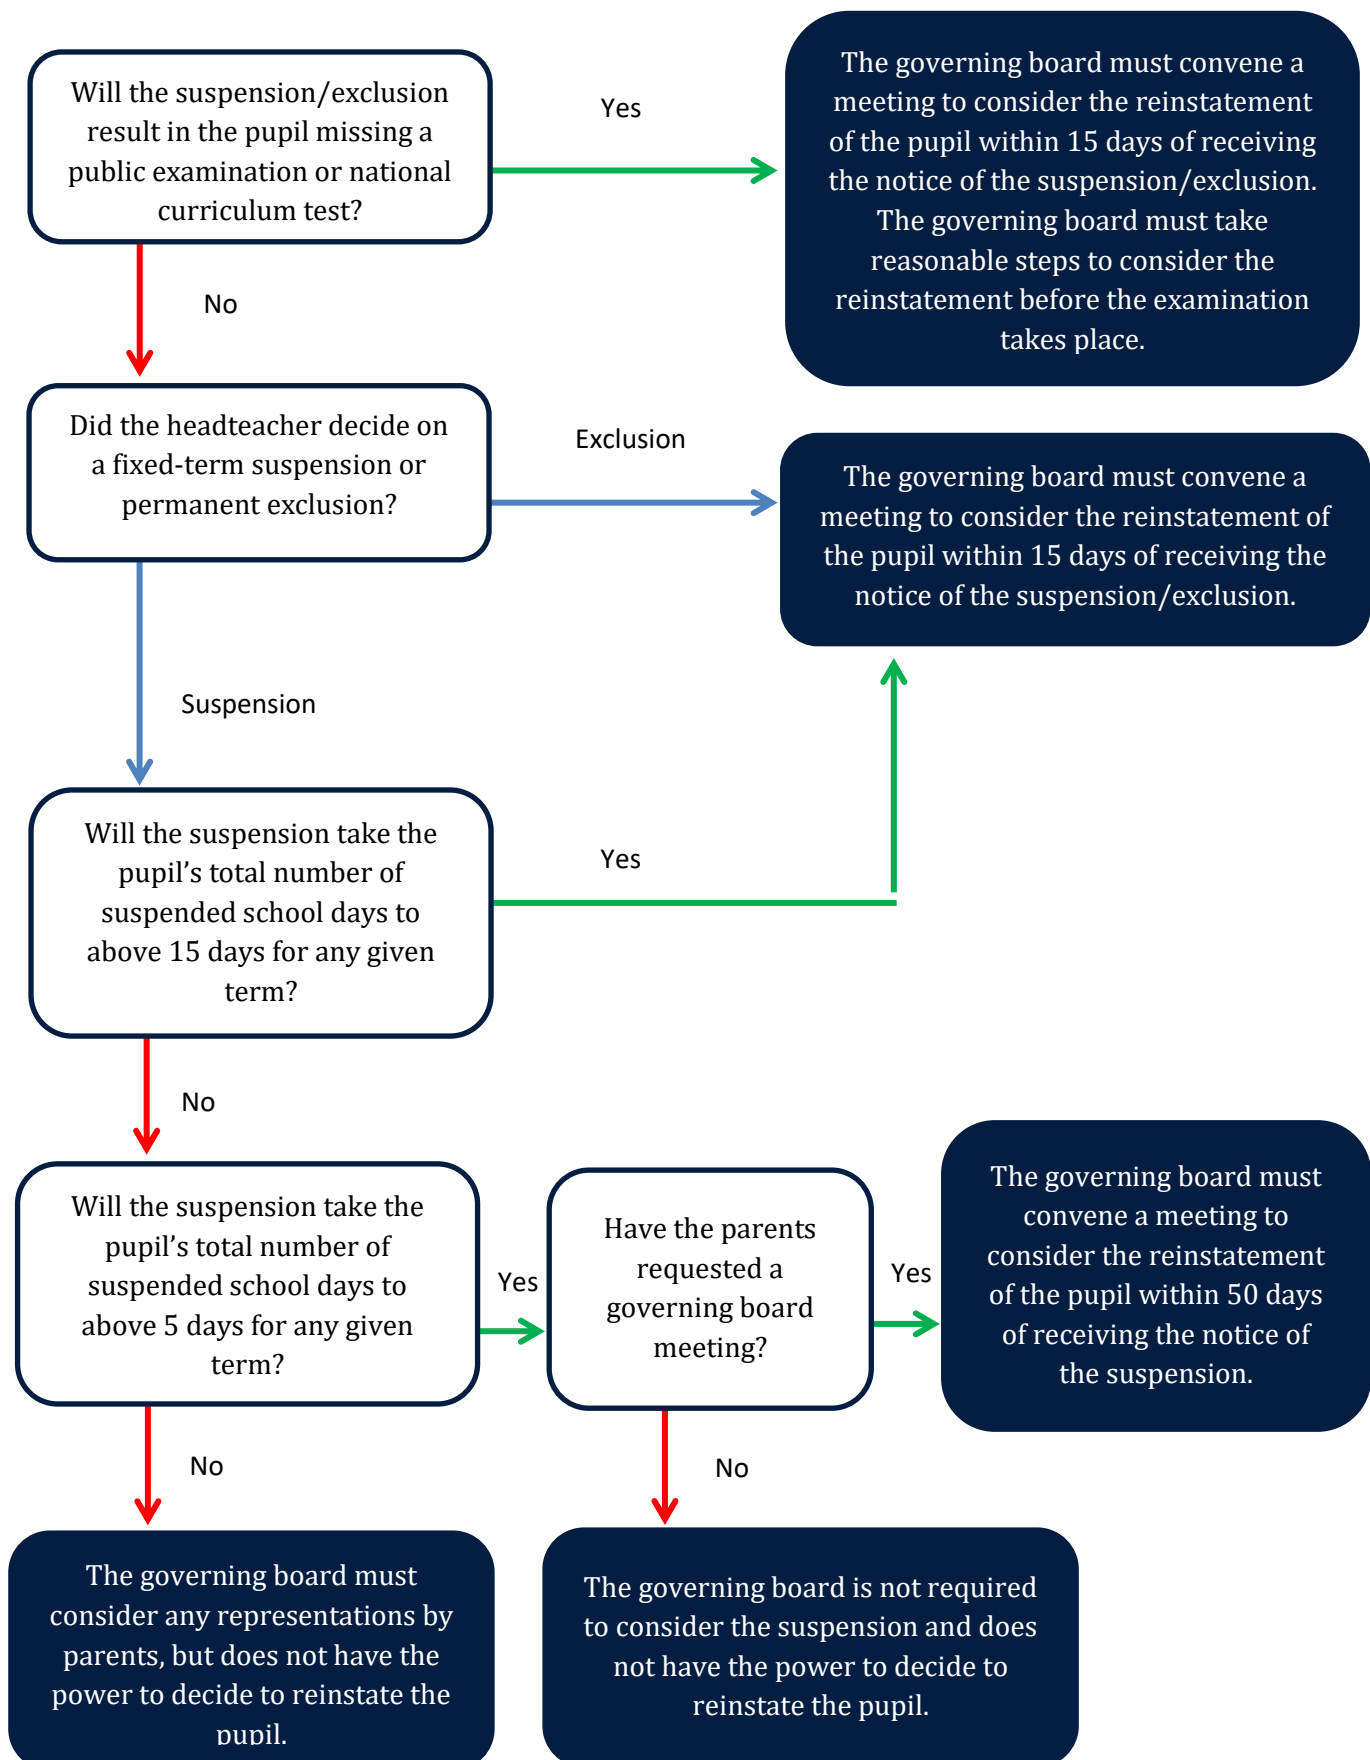 Will the suspension/exclusion
result in the pupil missing a
public examination or national
curriculum test?
Yes
The governing board must convene a
meeting to consider the reinstatement
of the pupil within 15 days of receiving
the notice of the suspension/exclusion.
The governing board must take
reasonable steps to consider the
reinstatement before the examination
takes place.
No
Did the headteacher decide on
a fixed-term suspension or
permanent exclusion?
Exclusion
The governing board must convene a
meeting to consider the reinstatement of
the pupil within 15 days of receiving the
notice of the suspension/exclusion.
Suspension
Will the suspension take the
pupil’s total number of
suspended school days to
above 15 days for any given
term?
Yes
No
Will the suspension take the
pupil’s total number of
suspended school days to
above 5 days for any given
term?
Yes
Have the parents
requested a
governing board
meeting?
Yes
The governing board must
convene a meeting to
consider the reinstatement
of the pupil within 50 days
of receiving the notice of
the suspension.
No
No
The governing board must
consider any representations by
parents, but does not have the
power to decide to reinstate the
pupil.
The governing board is not required
to consider the suspension and does
not have the power to decide to
reinstate the pupil.